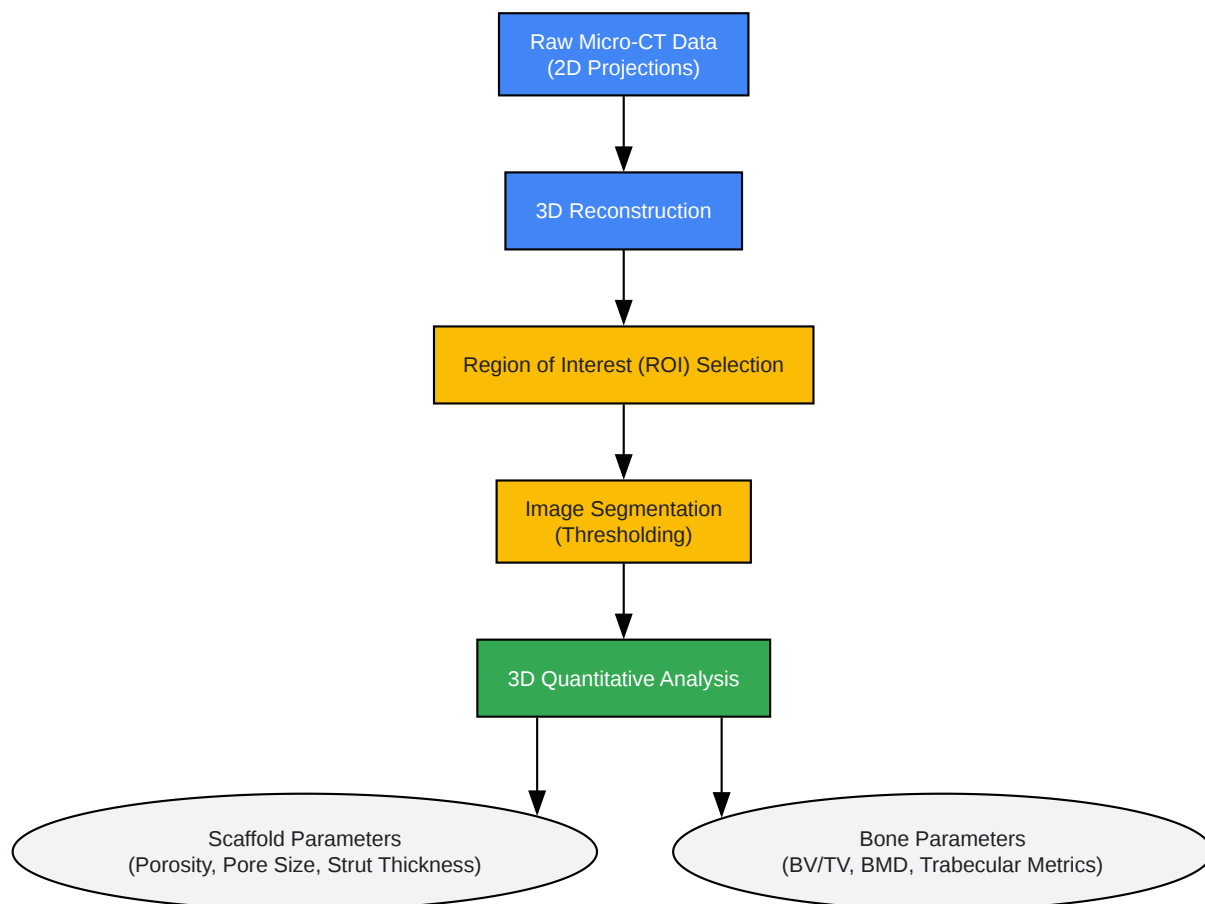 Raw Micro-CT Data
(2D Projections)
3D Reconstruction
Region of Interest (ROI) Selection
Image Segmentation
(Thresholding)
3D Quantitative Analysis
Scaffold Parameters
(Porosity, Pore Size, Strut Thickness)
Bone Parameters
(BV/TV, BMD, Trabecular Metrics)